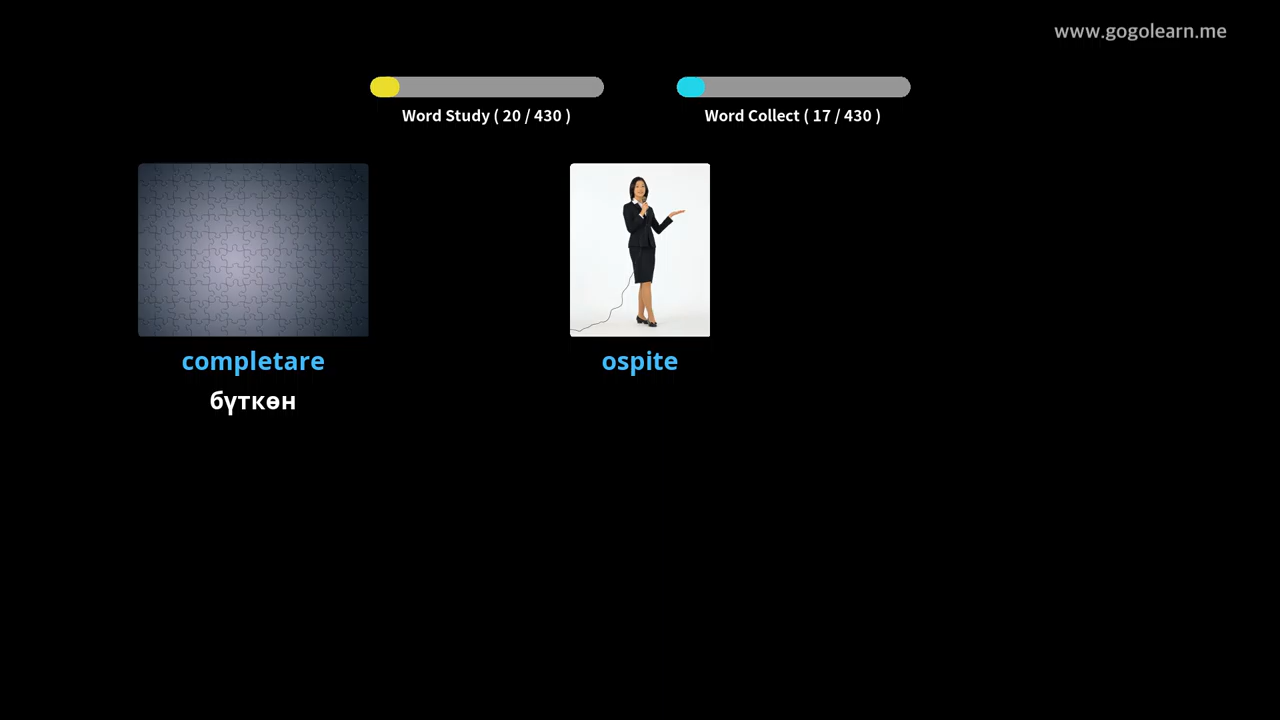 www.gogolearn.me
Word Study ( 20 / 430 )
Word Collect ( 17 / 430 )
completare
бүткөн
ospite